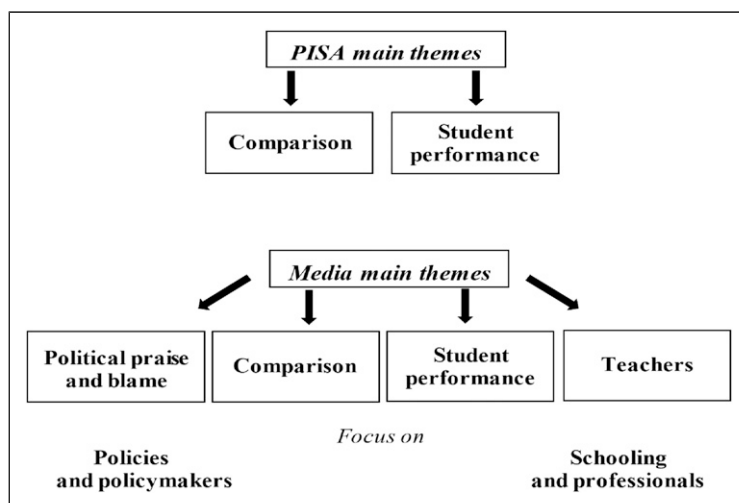 PISA main themes
Comparison
Student
performance
Media main themes
Political praise
and blame
Comparison
Student
performance
Teachers
Focus on
Policies
and policymakers
Schooling
and professionals